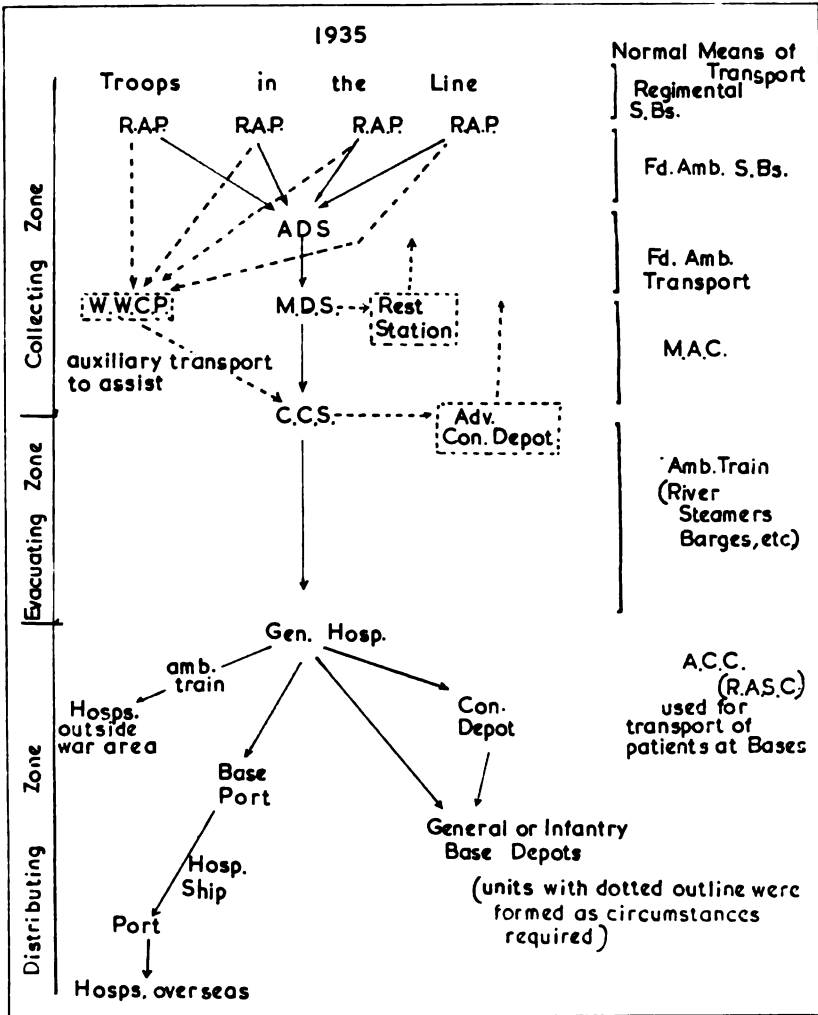 1935
Normal Means of
Transport
Troops in the Line
Regimental
S.Bs.
R.A.P. R.A.P. R.A.P. R.A.P.
Fd. Amb. S.Bs.
Collecting Zone
A D S
Fd. Amb.
Transport
W.W.C.P.
M.D.S.
Rest
Station
M.A.C.
auxiliary transport
to assist
C.C.S.
Adv.
Con. Depot
Evacuating Zone
Amb. Train
(River
Steamers
Barges, etc)
Gen. Hosp.
Distributing Zone
amb.
train
A.C.C.
(R.A.S.C.)
used for
transport of
patients at Bases
Hosps.
outside
war area
Con.
Depot
Base
Port
General or Infantry
Base Depots
Hosp.
Ship
(units with dotted outline were
formed as circumstances
required)
Port
Hosps. overseas